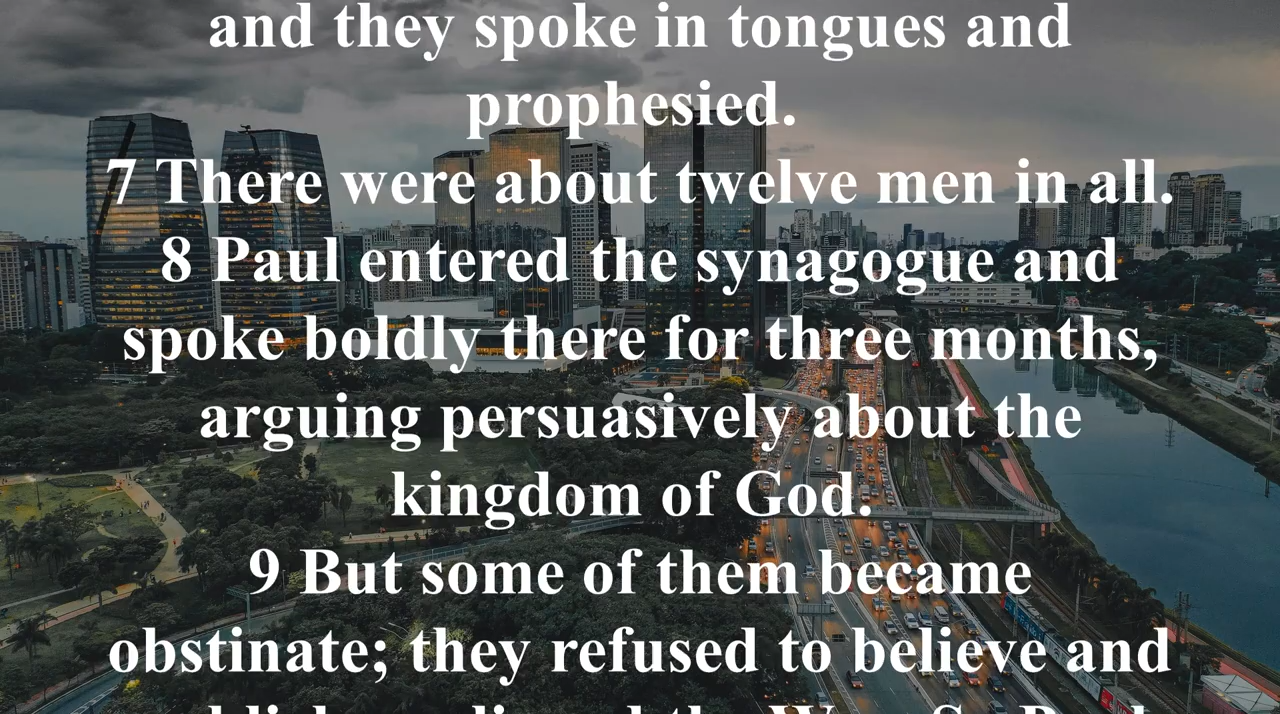 and they spoke in tongues and
prophesied.
7 There were about twelve men in all.
8 Paul entered the synagogue and
spoke boldly there for three months,
arguing persuasively about the
kingdom of God.
9 But some of them became
obstinate; they refused to believe and